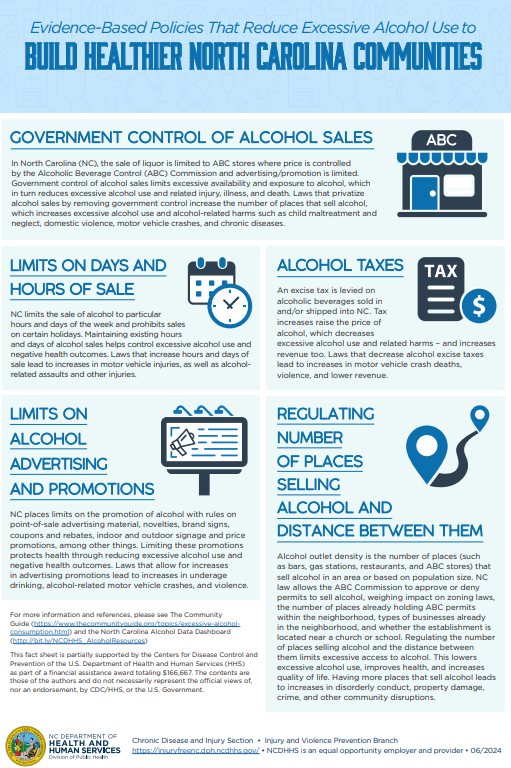 Evidence-Based Policies That Reduce Excessive Alcohol Use to
BUILD HEALTHIER NORTH CAROLINA COMMUNITIES
GOVERNMENT CONTROL OF ALCOHOL SALES
In North Carolina (NC), the sale of liquor is limited to ABC stores where price is controlled
by the Alcoholic Beverage Control (ABC) Commission and advertising/promotion is limited.
Government control of alcohol sales limits excessive availability and exposure to alcohol, which
in turn reduces excessive alcohol use and related injury, illness, and death. Laws that privatize
alcohol sales by removing government control increase the number of places that sell alcohol,
which increases excessive alcohol use and alcohol-related harms such as child maltreatment and
neglect, domestic violence, motor vehicle crashes, and chronic diseases.
ABC
LIMITS ON DAYS AND
HOURS OF SALE
NC limits the sale of alcohol to particular
hours and days of the week and prohibits sales
on certain holidays. Maintaining existing hours
and days of alcohol sales helps control excessive alcohol use and
negative health outcomes. Laws that increase hours and days of
sale lead to increases in motor vehicle injuries, as well as alcohol-
related assaults and other injuries.
ALCOHOL TAXES
An excise tax is levied on
alcoholic beverages sold in
and/or shipped into NC. Tax
increases raise the price of
alcohol, which decreases
excessive alcohol use and related harms – and increases
revenue too. Laws that decrease alcohol excise taxes
lead to increases in motor vehicle crash deaths,
violence, and lower revenue.
TAX
$
LIMITS ON
ALCOHOL
ADVERTISING
AND PROMOTIONS
NC places limits on the promotion of alcohol with rules on
point-of-sale advertising material, novelties, brand signs,
coupons and rebates, indoor and outdoor signage and price
promotions, among other things. Limiting these promotions
protects health through reducing excessive alcohol use and
negative health outcomes. Laws that allow for increases
in advertising promotions lead to increases in underage
drinking, alcohol-related motor vehicle crashes, and violence.
REGULATING
NUMBER
OF PLACES
SELLING
ALCOHOL AND
DISTANCE BETWEEN THEM
Alcohol outlet density is the number of places (such
as bars, gas stations, restaurants, and ABC stores) that
sell alcohol in an area or based on population size. NC
law allows the ABC Commission to approve or deny
permits to sell alcohol, weighing impact on zoning laws,
the number of places already holding ABC permits
within the neighborhood, types of businesses already
in the neighborhood, and whether the establishment is
located near a church or school. Regulating the number
of places selling alcohol and the distance between
them limits excessive access to alcohol. This lowers
excessive alcohol use, improves health, and increases
quality of life. Having more places that sell alcohol leads
to increases in disorderly conduct, property damage,
crime, and other community disruptions.
For more information and references, please see The Community
Guide (https://www.thecommunityguide.org/topics/excessive-alcohol-
consumption.html) and the North Carolina Alcohol Data Dashboard
(http://bit.ly/NCDHHS_AlcoholResources)
This fact sheet is partially supported by the Centers for Disease Control and
Prevention of the U.S. Department of Health and Human Services (HHS)
as part of a financial assistance award totaling $166,667. The contents are
those of the authors and do not necessarily represent the official views of,
nor an endorsement, by CDC/HHS, or the U.S. Government.
NC DEPARTMENT OF
HEALTH AND
HUMAN SERVICES
Division of Public Health
Chronic Disease and Injury Section • Injury and Violence Prevention Branch
https://injuryfreenc.dph.ncdhhs.gov/ • NCDHHS is an equal opportunity employer and provider • 06/2024